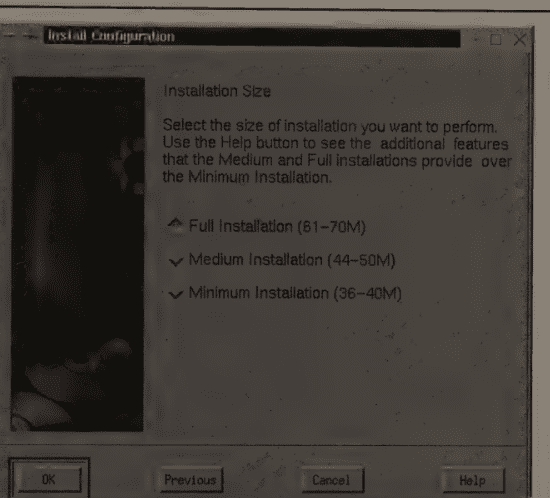 Install Configuration
Installation Size
Select the size of installation you want to perform.
Use the Help button to see the additional features
that the Medium and Full installations provide over
the Minimum Installation.
Full Installation (61-70M)
Medium Installation (44-50M)
Minimum Installation (36-40M)
OK
Previous
Cancel
Help